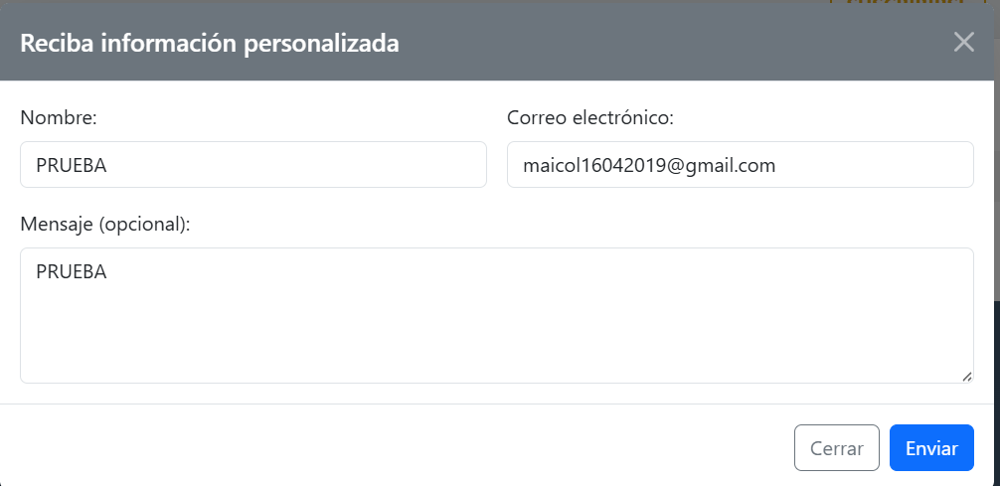 Reciba información personalizada
Nombre:
Correo electrónico:
PRUEBA
maicol16042019@gmail.com
Mensaje (opcional):
PRUEBA
Cerrar
Enviar